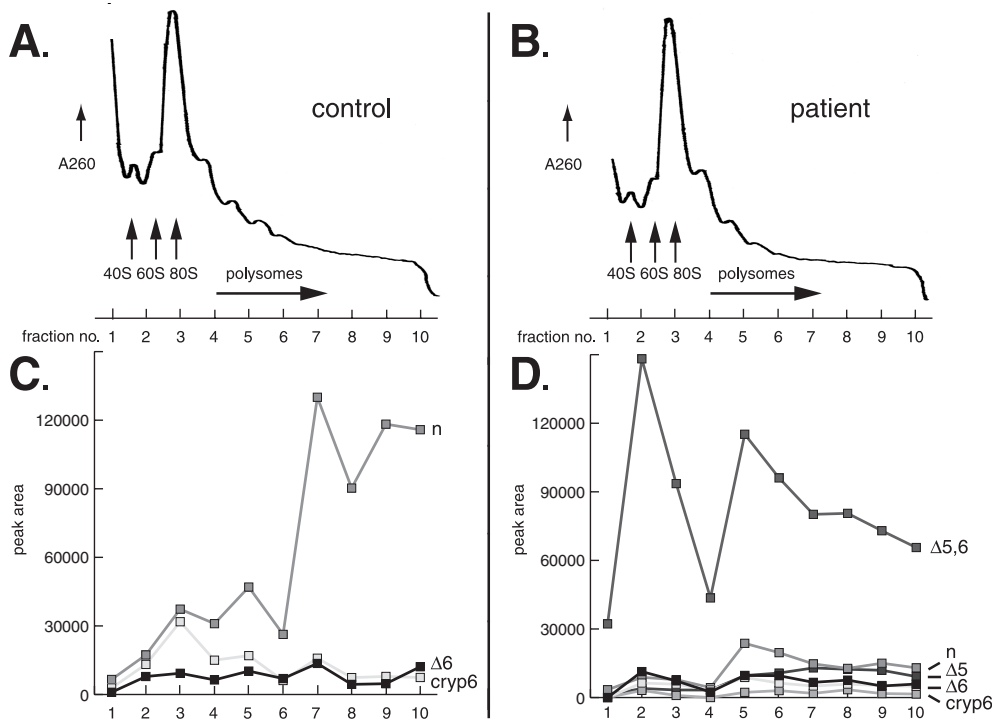 A.
control
A260
40S 60S 80S
polysomes
fraction no. 1 2 3 4 5 6 7 8 9 10
B.
patient
A260
40S 60S 80S
polysomes
fraction no. 1 2 3 4 5 6 7 8 9 10
C.
peak area
120000
90000
60000
30000
0
n
Δ6
cryp6
1 2 3 4 5 6 7 8 9 10
D.
peak area
120000
90000
60000
30000
0
Δ5,6
n
Δ5
Δ6
cryp6
1 2 3 4 5 6 7 8 9 10